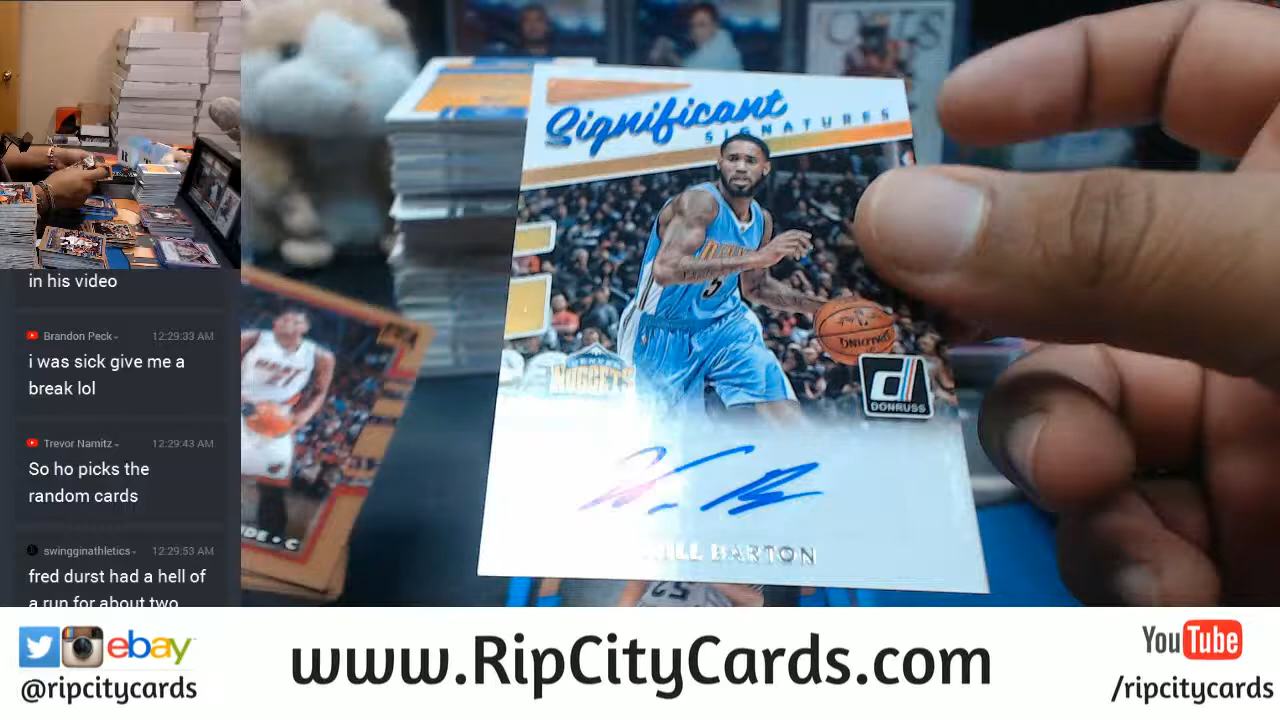 in his video
Brandon Peck 12:29:33 AM
i was sick give me a
break lol
Trevor Namitz 12:29:43 AM
So ho picks the
random cards
swingginathletics 12:29:53 AM
fred durst had a hell of
a run for about two
Significant
SIGNATURES
NUGGETS
DONRUSS
WILL BARTON
ebay
@ripcitycards
www.RipCityCards.com
YouTube
/ripcitycards